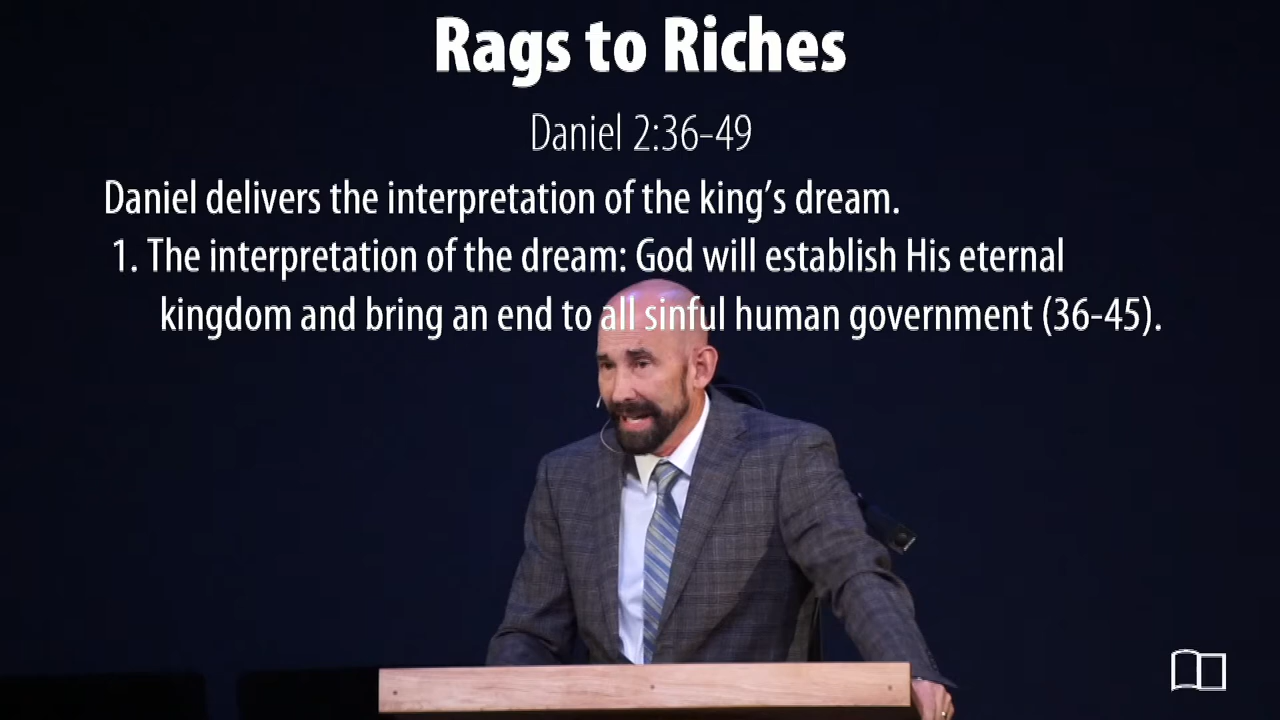 Rags to Riches
Daniel 2:36-49
Daniel delivers the interpretation of the king’s dream.
1. The interpretation of the dream: God will establish His eternal
kingdom and bring an end to all sinful human government (36-45).